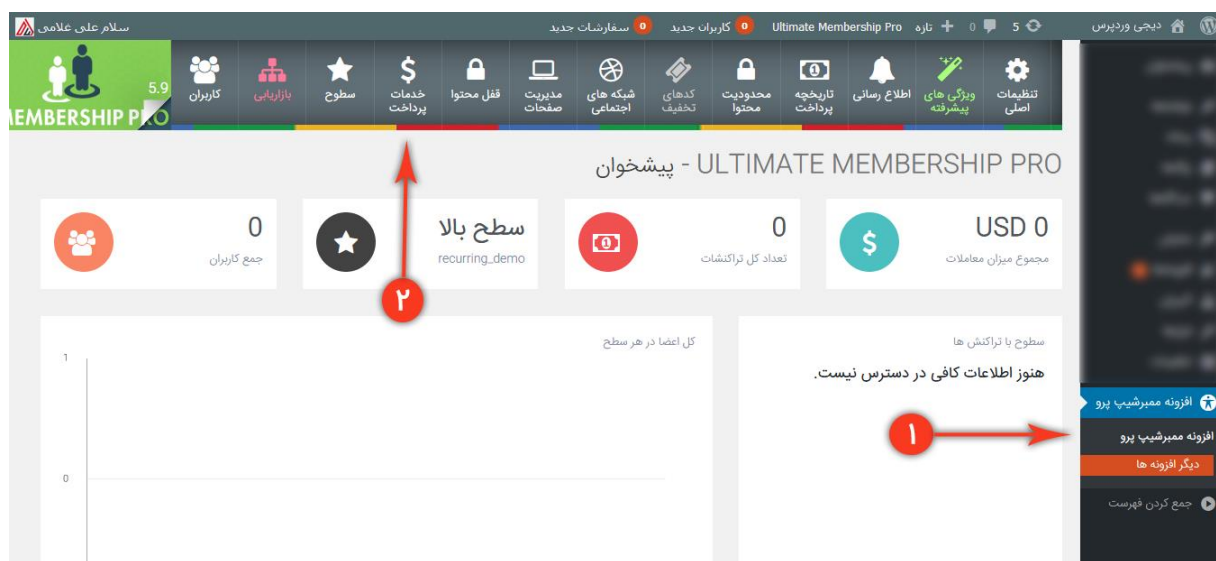 دیجی وردپرس
5
0
تازه
Ultimate Membership Pro
0 کاربران جدید
0 سفارشات جدید
سلام علی غلامی
تنظیمات اصلی
ویژگی های پیشرفته
اطلاع رسانی
تاریخچه پرداخت
محدودیت محتوا
کدهای تخفیف
شبکه های اجتماعی
مدیریت صفحات
قفل محتوا
خدمات پرداخت
سطوح
بازاریابی
کاربران
5.9
MEMBERSHIP PRO
ULTIMATE MEMBERSHIP PRO - پیشخوان
USD 0
مجموع میزان معاملات
0
تعداد کل تراکنشات
سطح بالا
recurring_demo
0
جمع کاربران
۲
سطوح با تراکنش ها
هنوز اطلاعات کافی در دسترس نیست.
کل اعضا در هر سطح
1
0
۱
افزونه ممبرشیپ پرو
افزونه ممبرشیپ پرو
دیگر افزونه ها
جمع کردن فهرست